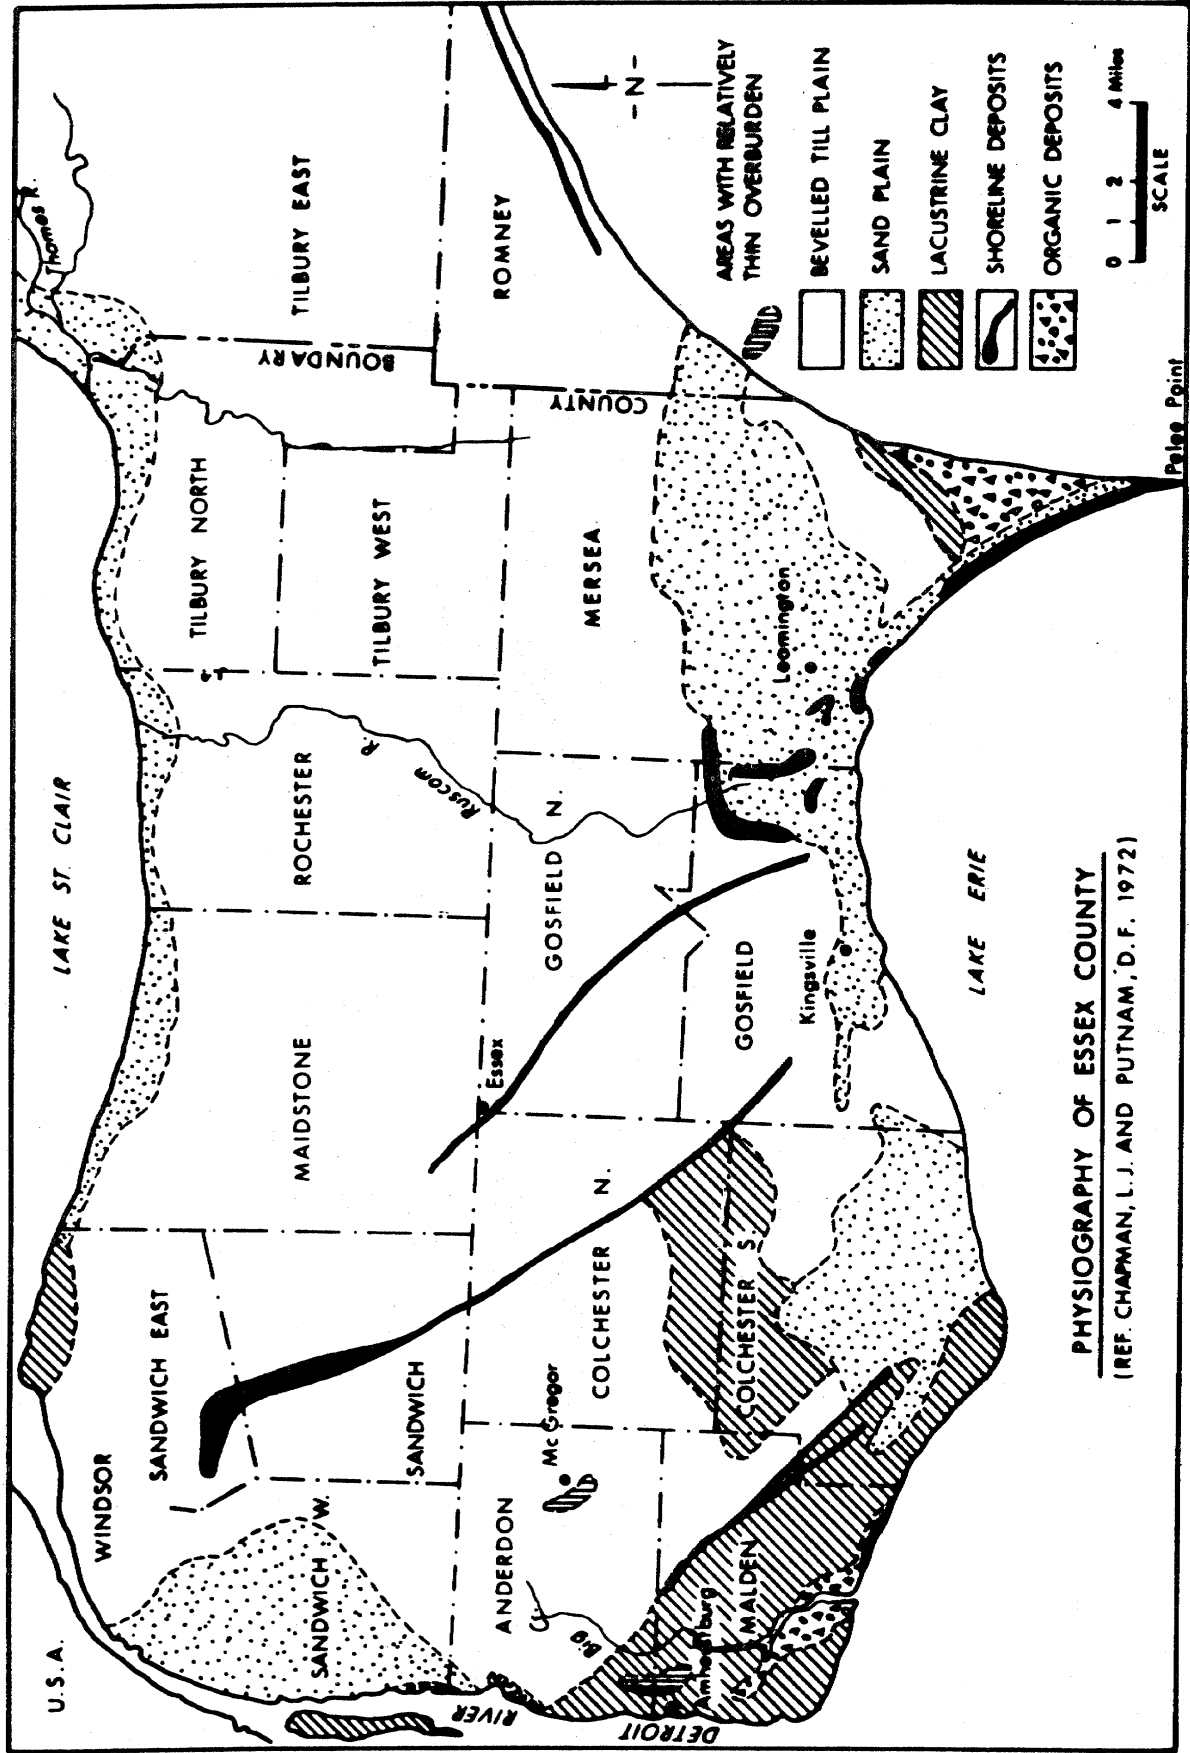 U.S.A.
LAKE ST. CLAIR
Thames R.
WINDSOR
SANDWICH EAST
MAIDSTONE
ROCHESTER
TILBURY NORTH
TILBURY EAST
BOUNDARY
SANDWICH W.
SANDWICH
Ruscom R.
TILBURY WEST
ROMNEY
COUNTY
DETROIT RIVER
ANDERDON
Mc Gregor
COLCHESTER N.
Essex
GOSFIELD N.
MERSEA
Big Cr.
Amherstburg
MALDEN
COLCHESTER S.
GOSFIELD
Kingsville
Leamington
LAKE ERIE
Pelee Point
- N -
AREAS WITH RELATIVELY
THIN OVERBURDEN
BEVELLED TILL PLAIN
SAND PLAIN
LACUSTRINE CLAY
SHORELINE DEPOSITS
ORGANIC DEPOSITS
0 1 2 4 Miles
SCALE
PHYSIOGRAPHY OF ESSEX COUNTY
(REF. CHAPMAN, L.J. AND PUTNAM, D.F. 1972)